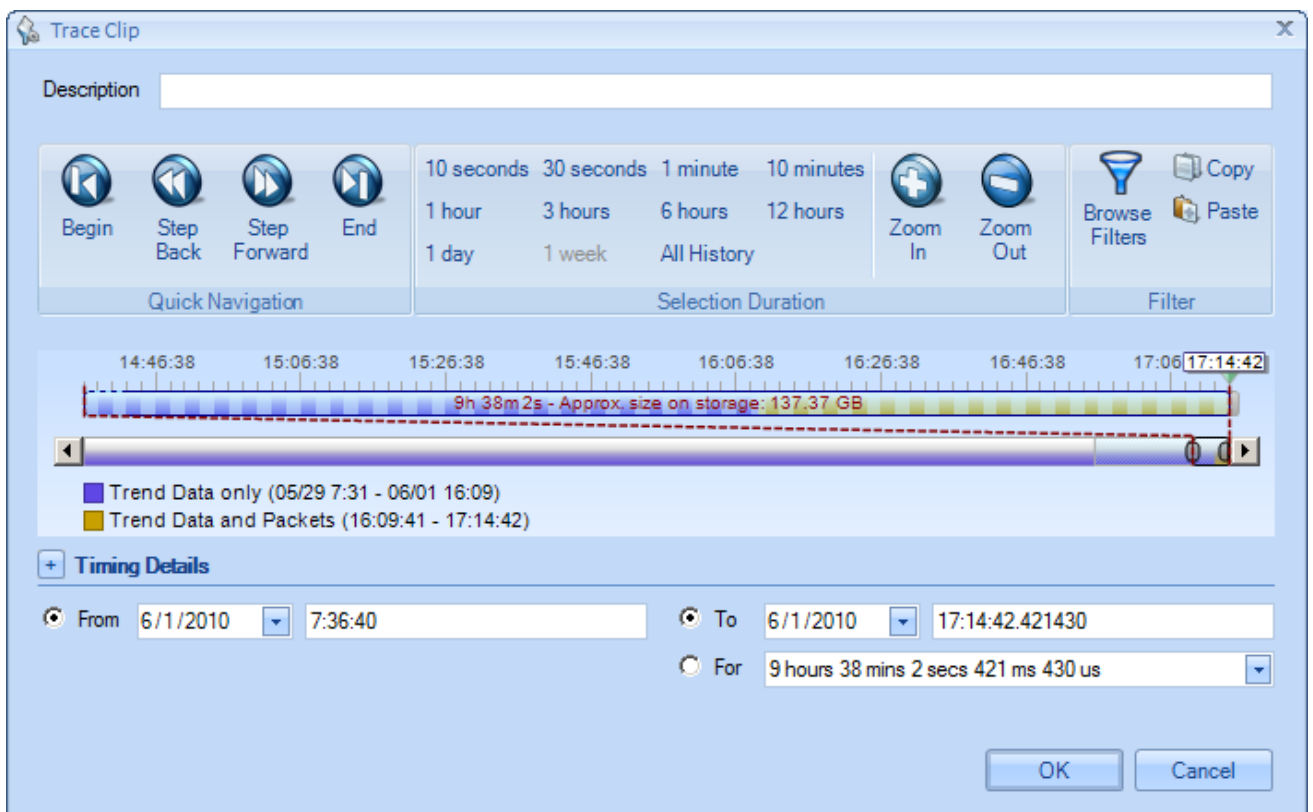 Trace Clip
Description
10 seconds 30 seconds 1 minute 10 minutes
1 hour 3 hours 6 hours 12 hours
1 day 1 week All History
Begin
Step Back
Step Forward
End
Zoom In
Zoom Out
Browse Filters
Copy
Paste
Quick Navigation
Selection Duration
Filter
14:46:38 15:06:38 15:26:38 15:46:38 16:06:38 16:26:38 16:46:38 17:06 17:14:42
9h 38m 2s - Approx. size on storage: 137.37 GB
Trend Data only (05/29 7:31 - 06/01 16:09)
Trend Data and Packets (16:09:41 - 17:14:42)
+ Timing Details
From 6/1/2010 7:36:40 To 6/1/2010 17:14:42.421430
For 9 hours 38 mins 2 secs 421 ms 430 us
OK Cancel